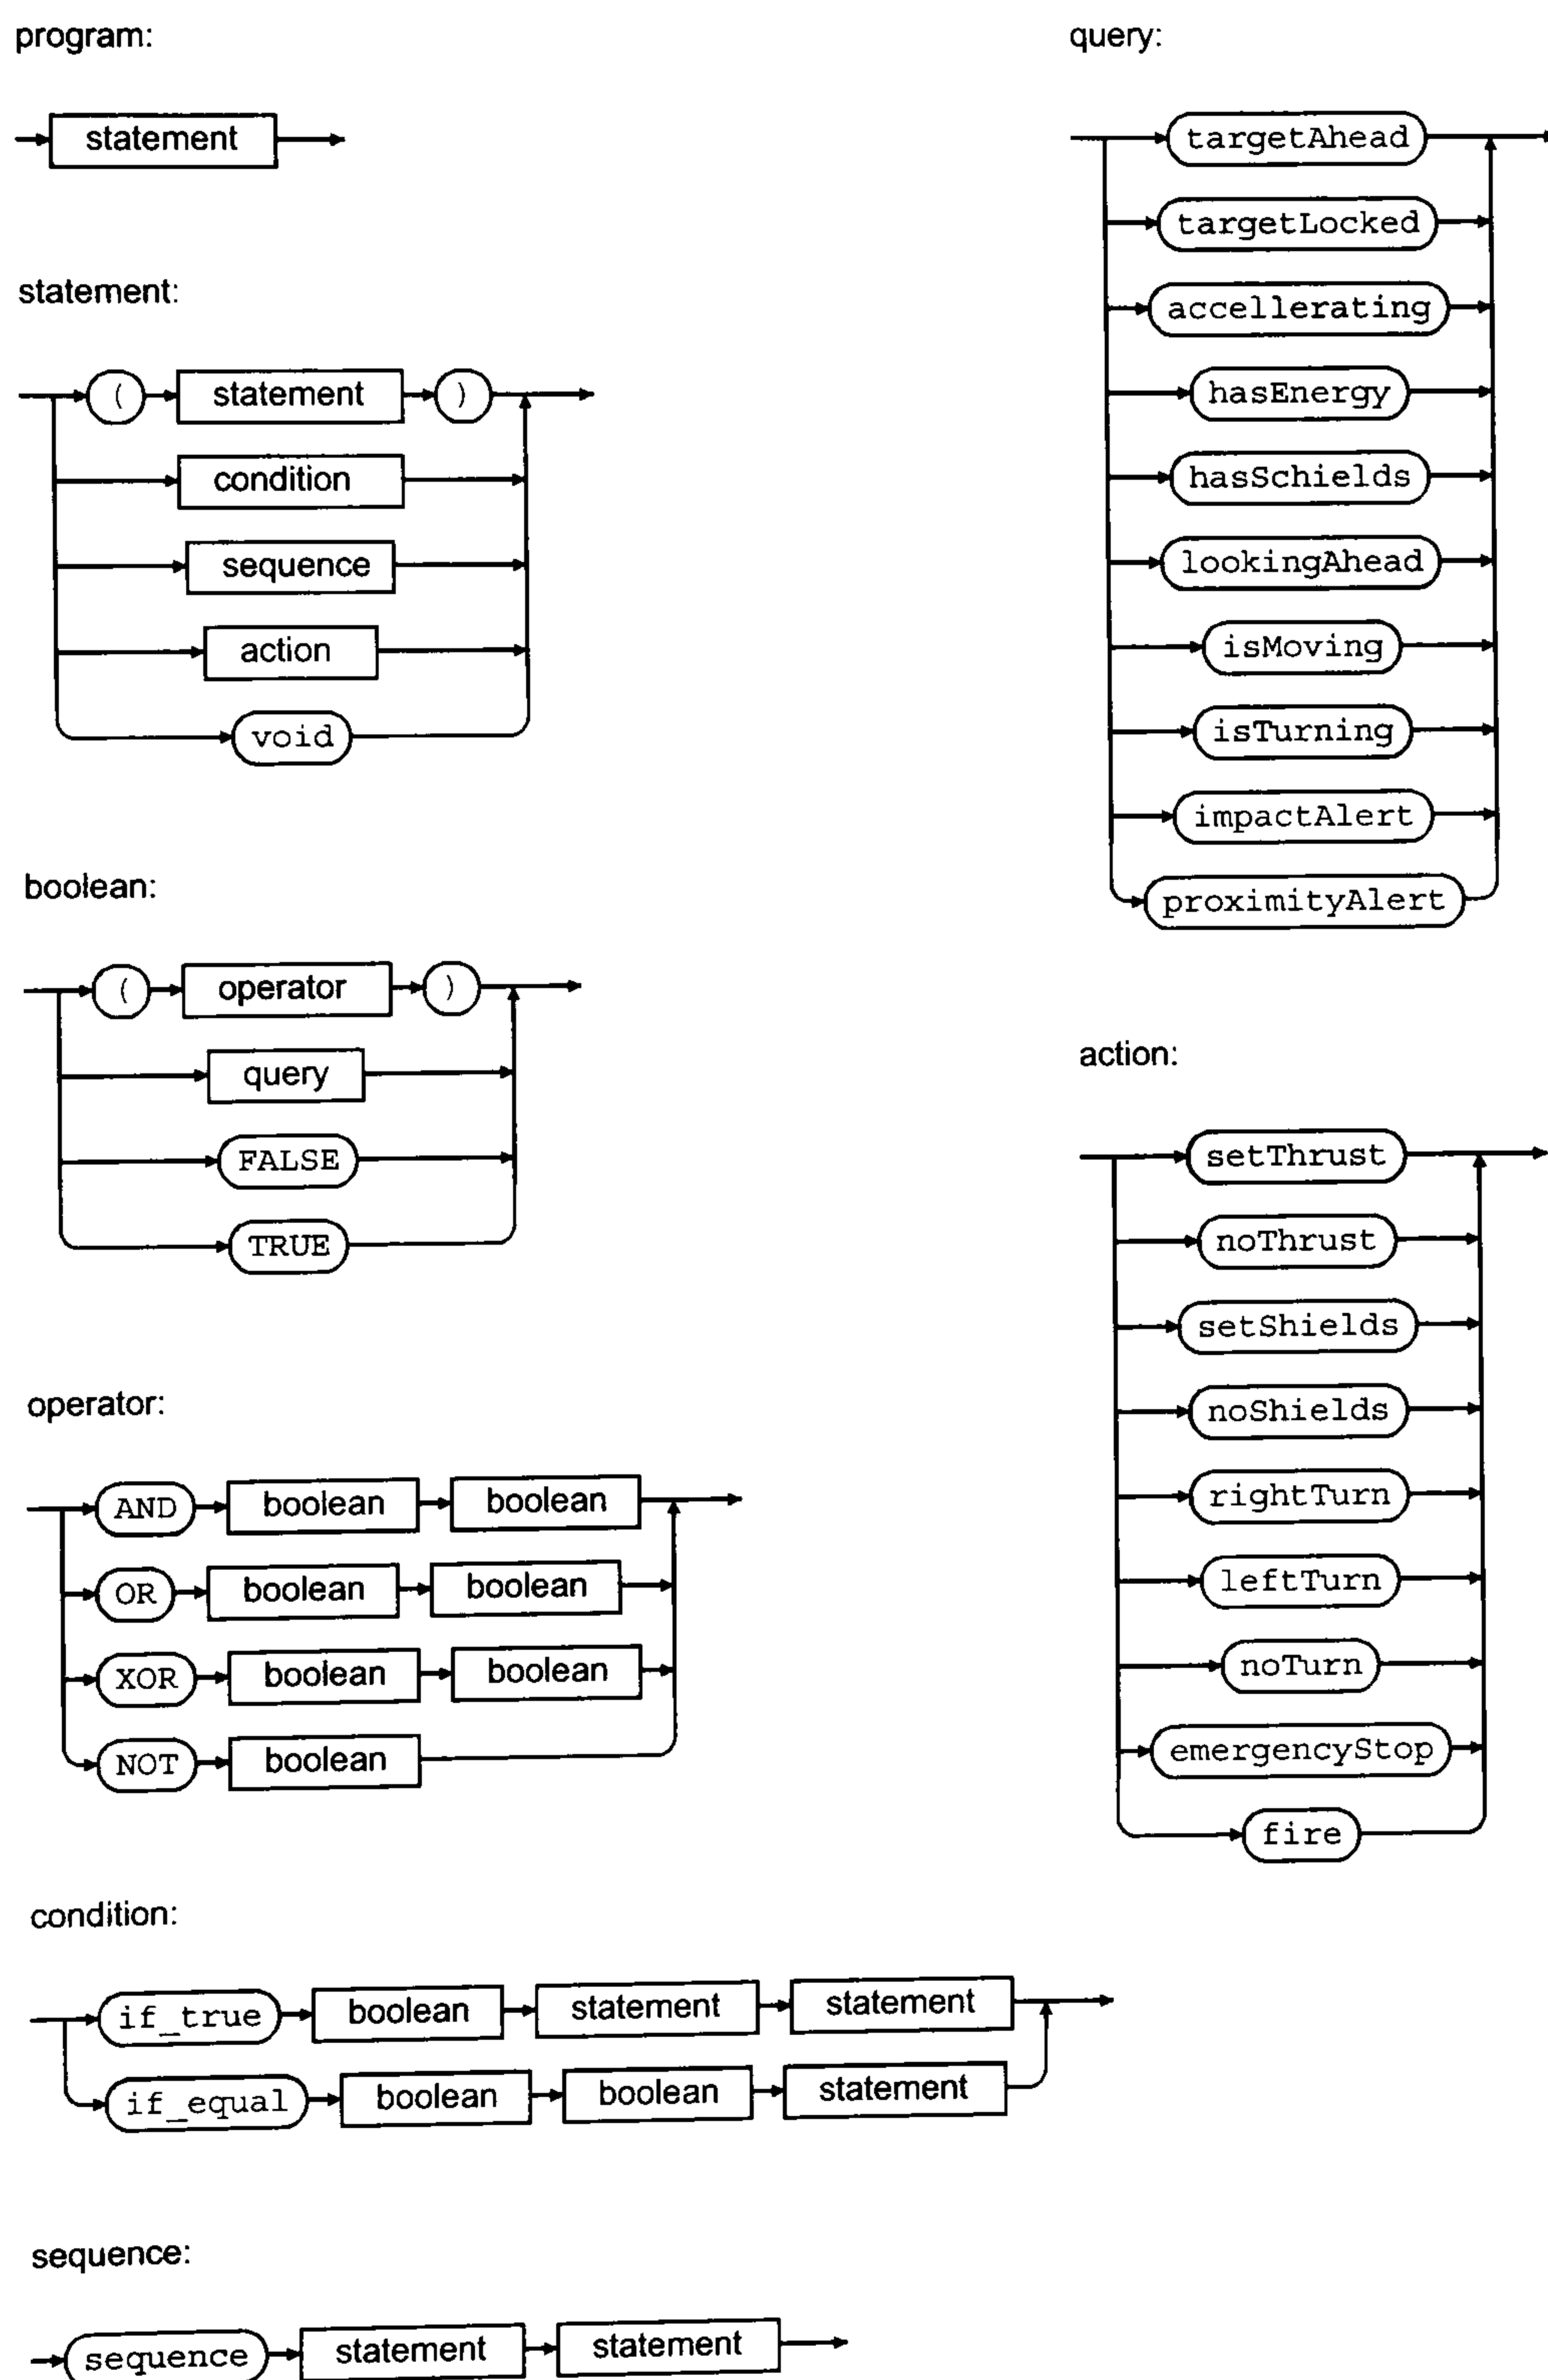 program:
statement
statement:
( statement )
condition
sequence
action
void
boolean:
( operator )
query
FALSE
TRUE
operator:
AND boolean boolean
OR boolean boolean
XOR boolean boolean
NOT boolean
condition:
if_true boolean statement statement
if_equal boolean boolean statement
sequence:
sequence statement statement
query:
targetAhead
targetLocked
accellerating
hasEnergy
hasSchields
lookingAhead
isMoving
isTurning
impactAlert
proximityAlert
action:
setThrust
noThrust
setShields
noShields
rightTurn
leftTurn
noTurn
emergencyStop
fire